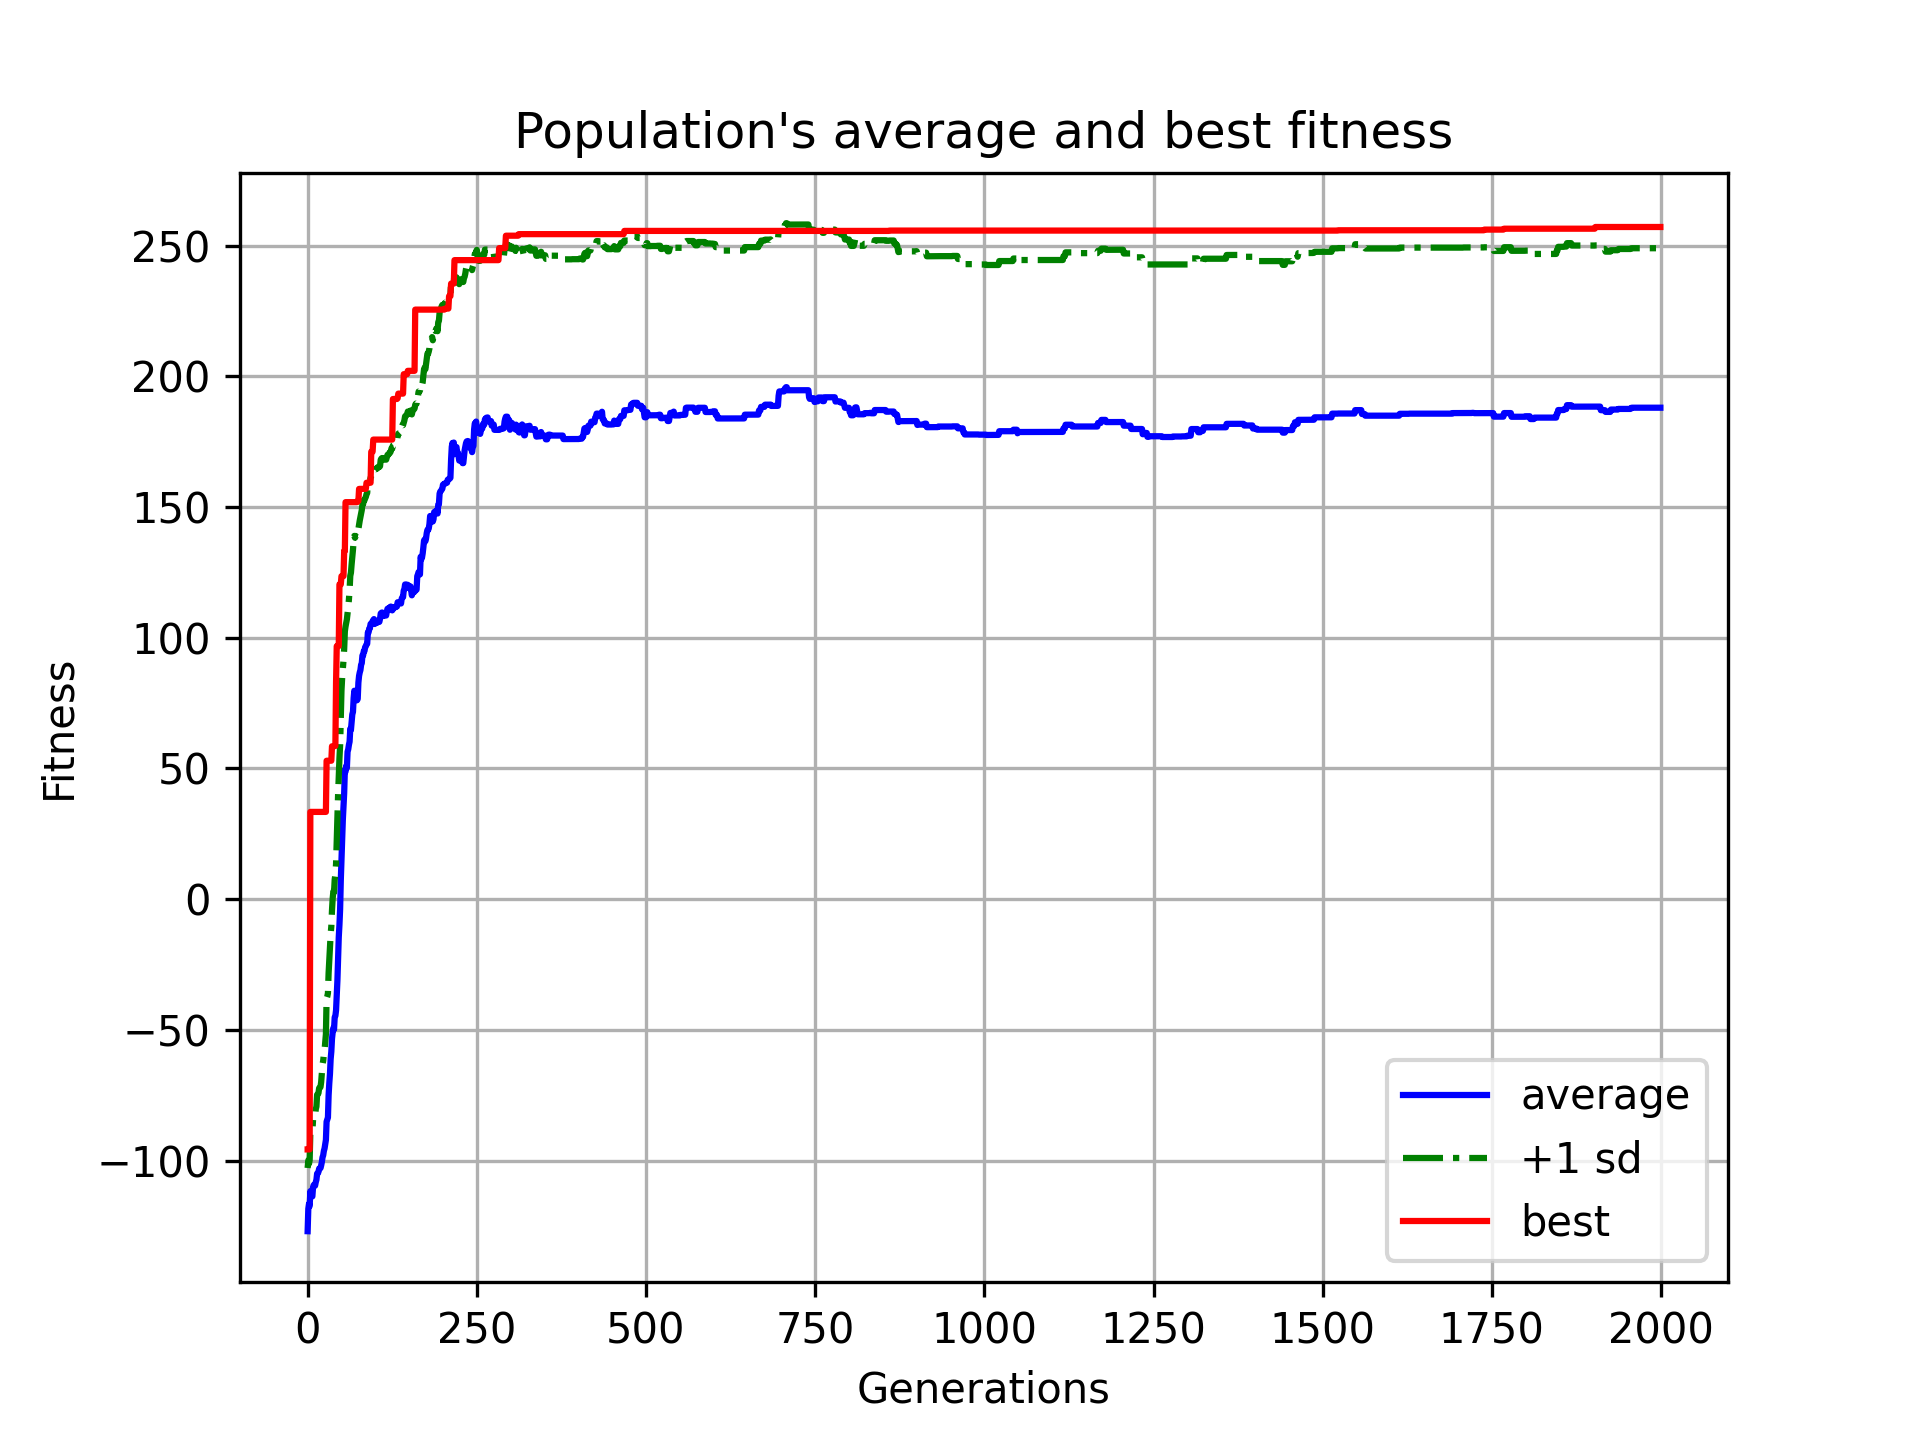 Population's average and best fitness
Fitness
250
200
150
100
50
0
−50
−100
0 250 500 750 1000 1250 1500 1750 2000
Generations
average
+1 sd
best